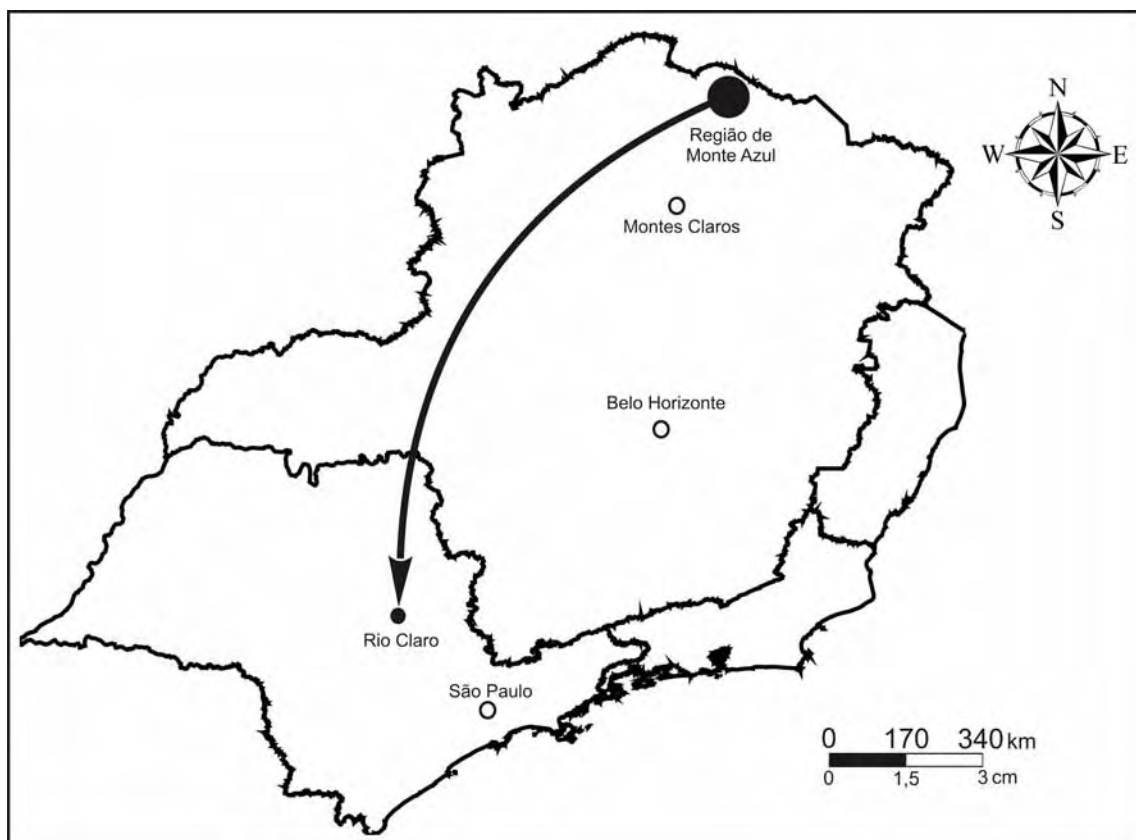 N
W E
S
Região de
Monte Azul
Montes Claros
Belo Horizonte
Rio Claro
São Paulo
0 170 340 km
0 1,5 3 cm